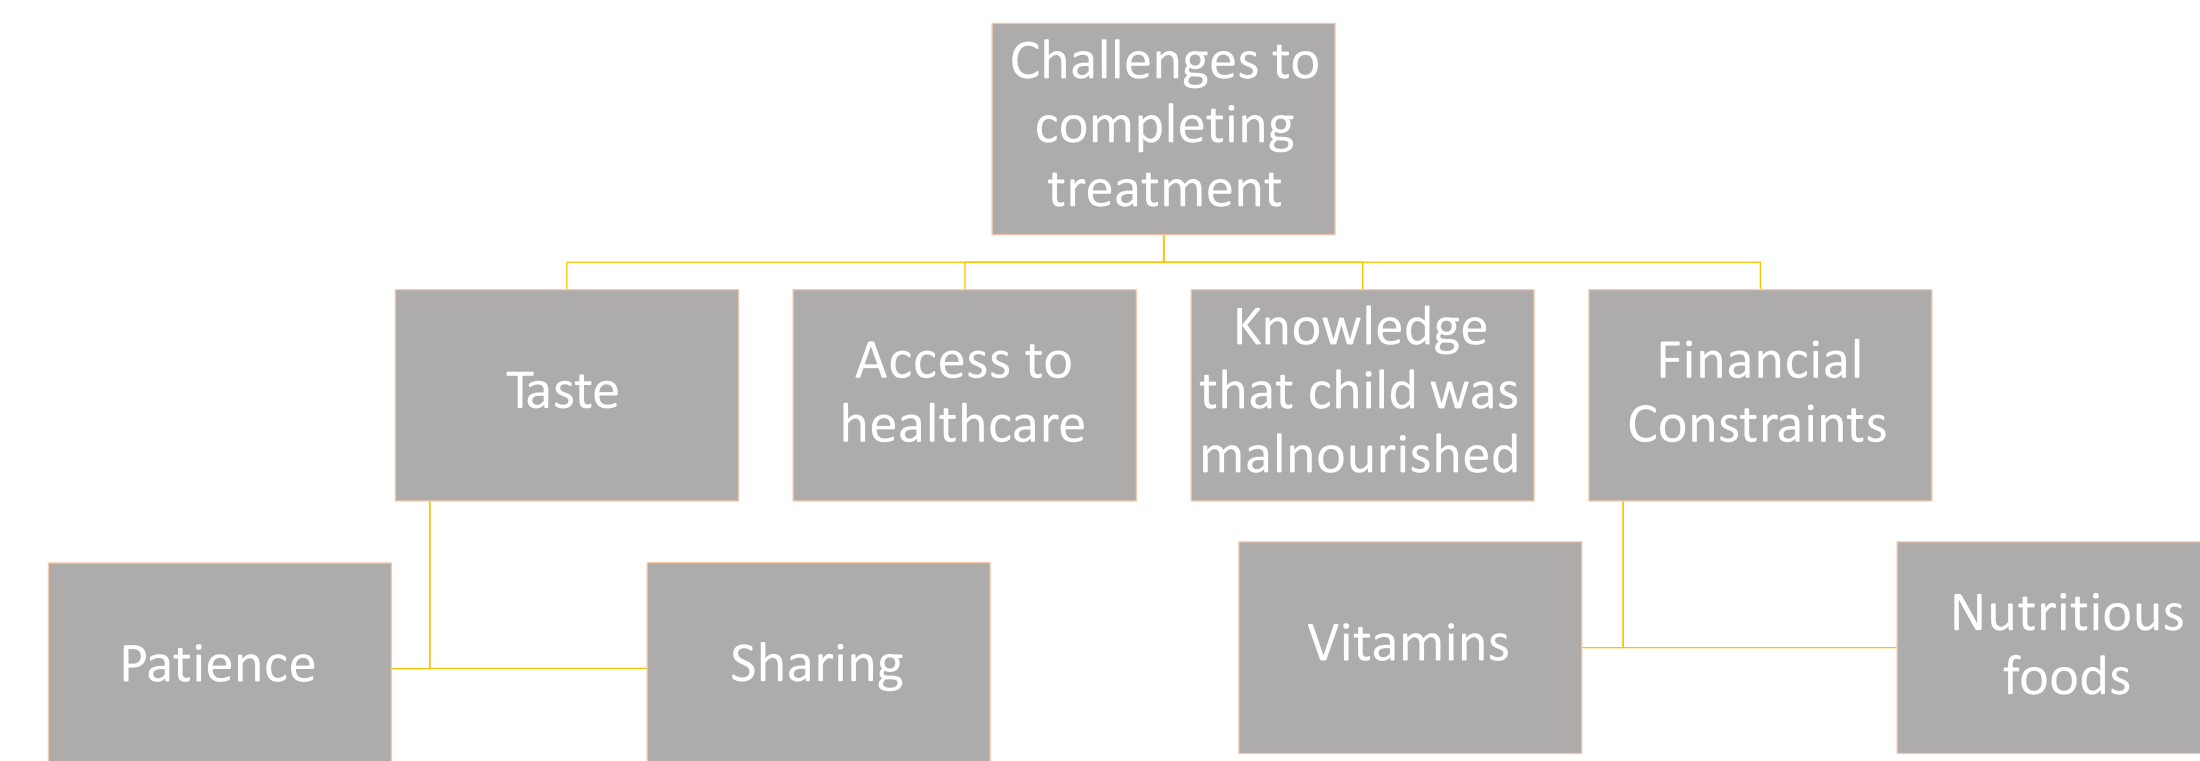 Challenges to
completing
treatment
Taste
Access to
healthcare
Knowledge
that child was
malnourished
Financial
Constraints
Patience
Sharing
Vitamins
Nutritious
foods